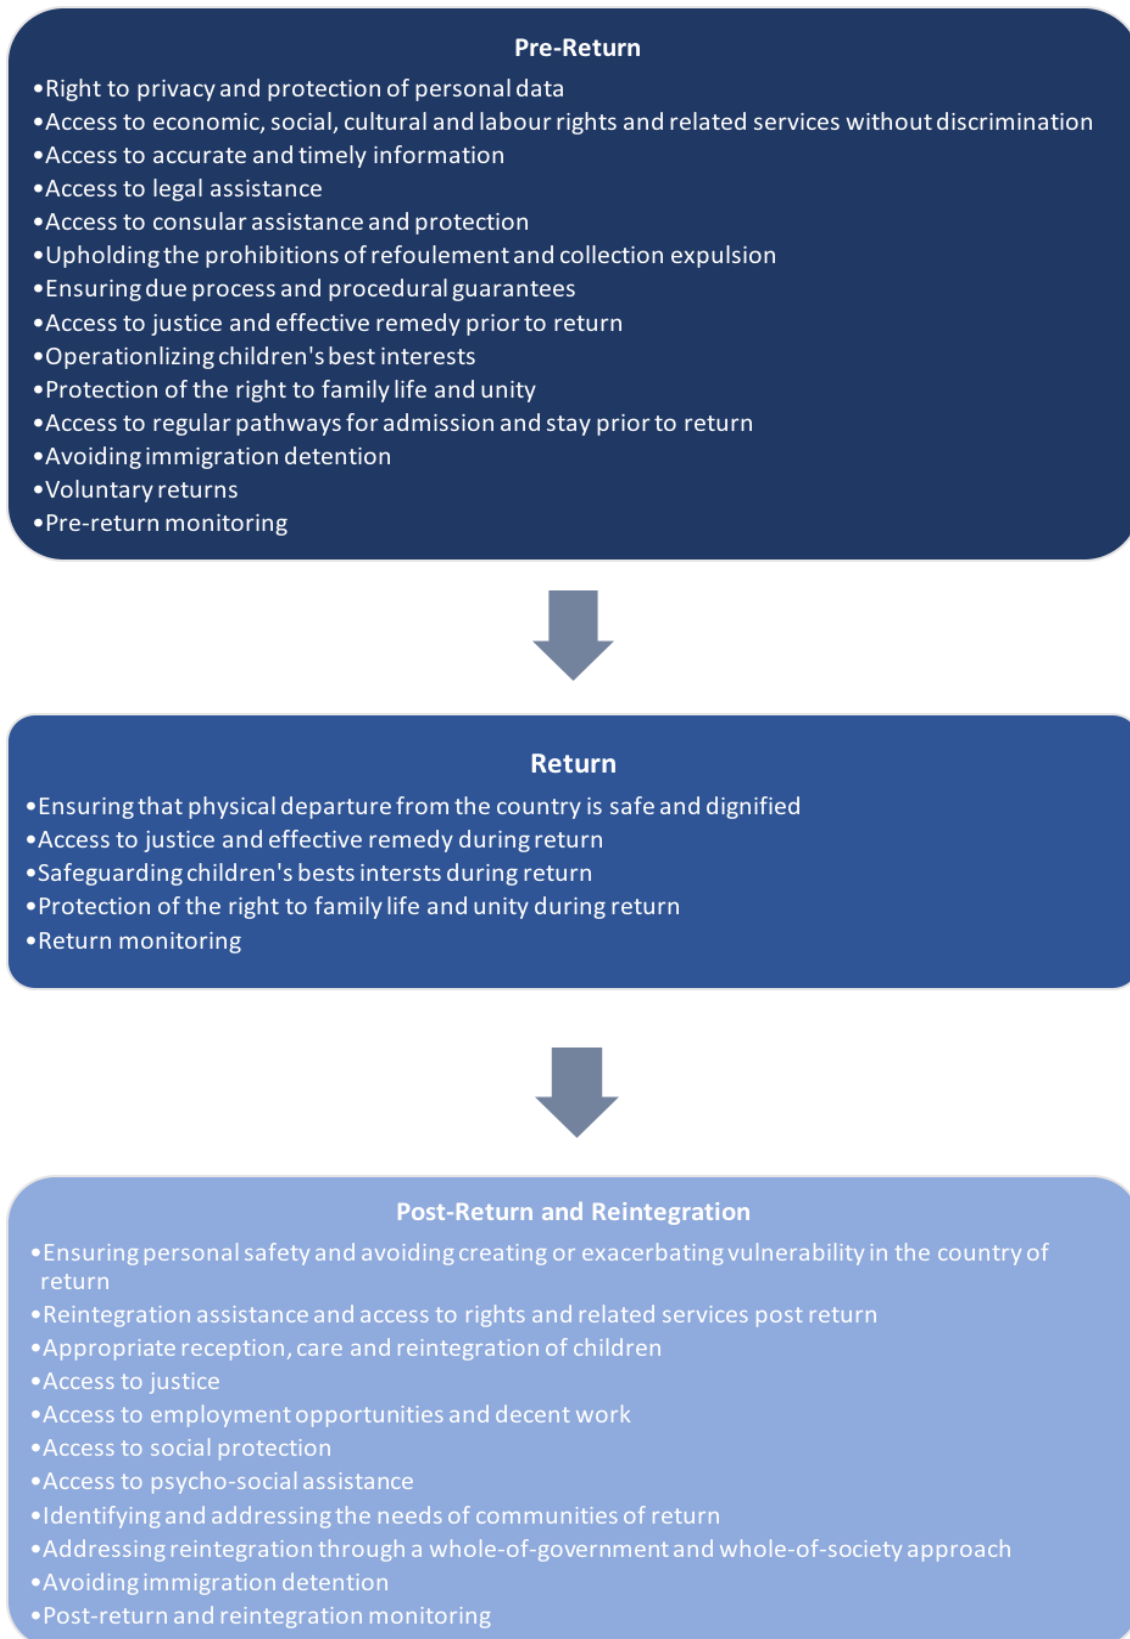 Pre-Return
•Right to privacy and protection of personal data
•Access to economic, social, cultural and labour rights and related services without discrimination
•Access to accurate and timely information
•Access to legal assistance
•Access to consular assistance and protection
•Upholding the prohibitions of refoulement and collection expulsion
•Ensuring due process and procedural guarantees
•Access to justice and effective remedy prior to return
•Operationlizing children's best interests
•Protection of the right to family life and unity
•Access to regular pathways for admission and stay prior to return
•Avoiding immigration detention
•Voluntary returns
•Pre-return monitoring
Return
•Ensuring that physical departure from the country is safe and dignified
•Access to justice and effective remedy during return
•Safeguarding children's bests intersts during return
•Protection of the right to family life and unity during return
•Return monitoring
Post-Return and Reintegration
•Ensuring personal safety and avoiding creating or exacerbating vulnerability in the country of
return
•Reintegration assistance and access to rights and related services post return
•Appropriate reception, care and reintegration of children
•Access to justice
•Access to employment opportunities and decent work
•Access to social protection
•Access to psycho-social assistance
•Identifying and addressing the needs of communities of return
•Addressing reintegration through a whole-of-government and whole-of-society approach
•Avoiding immigration detention
•Post-return and reintegration monitoring